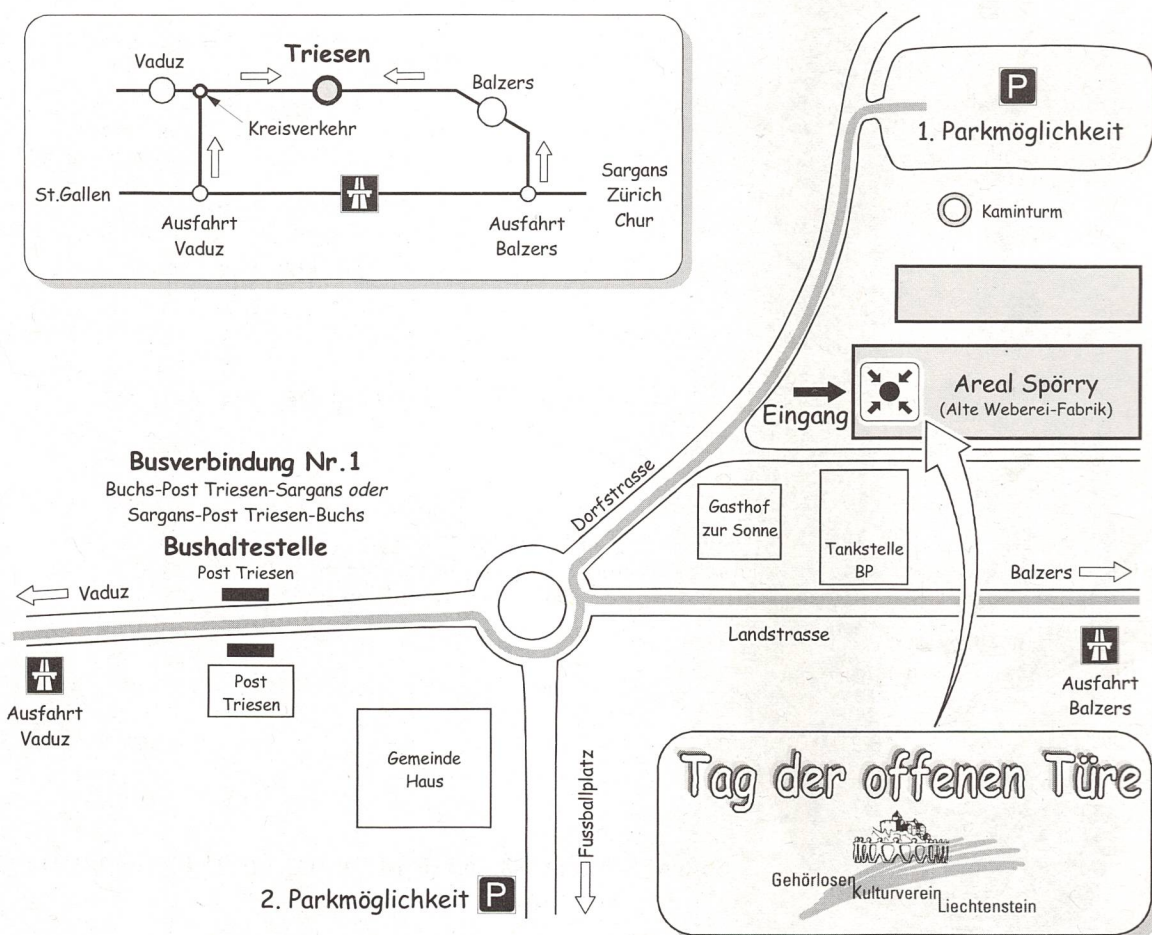 Triesen
Vaduz
Balzers
Kreisverkehr
St.Gallen
Ausfahrt
Vaduz
Ausfahrt
Balzers
Sargans
Zürich
Chur
P
1. Parkmöglichkeit
Kaminturm
Eingang
Areal Spörry
(Alte Weberei-Fabrik)
Busverbindung Nr.1
Buchs-Post Triesen-Sargans oder
Sargans-Post Triesen-Buchs
Bushaltestelle
Post Triesen
Dorfstrasse
Gasthof
zur Sonne
Tankstelle
BP
Vaduz
Balzers
Landstrasse
Ausfahrt
Vaduz
Post
Triesen
Ausfahrt
Balzers
Gemeinde
Haus
Fussballplatz
2. Parkmöglichkeit P
Tag der offenen Türe
Gehörlosen
Kulturverein
Liechtenstein